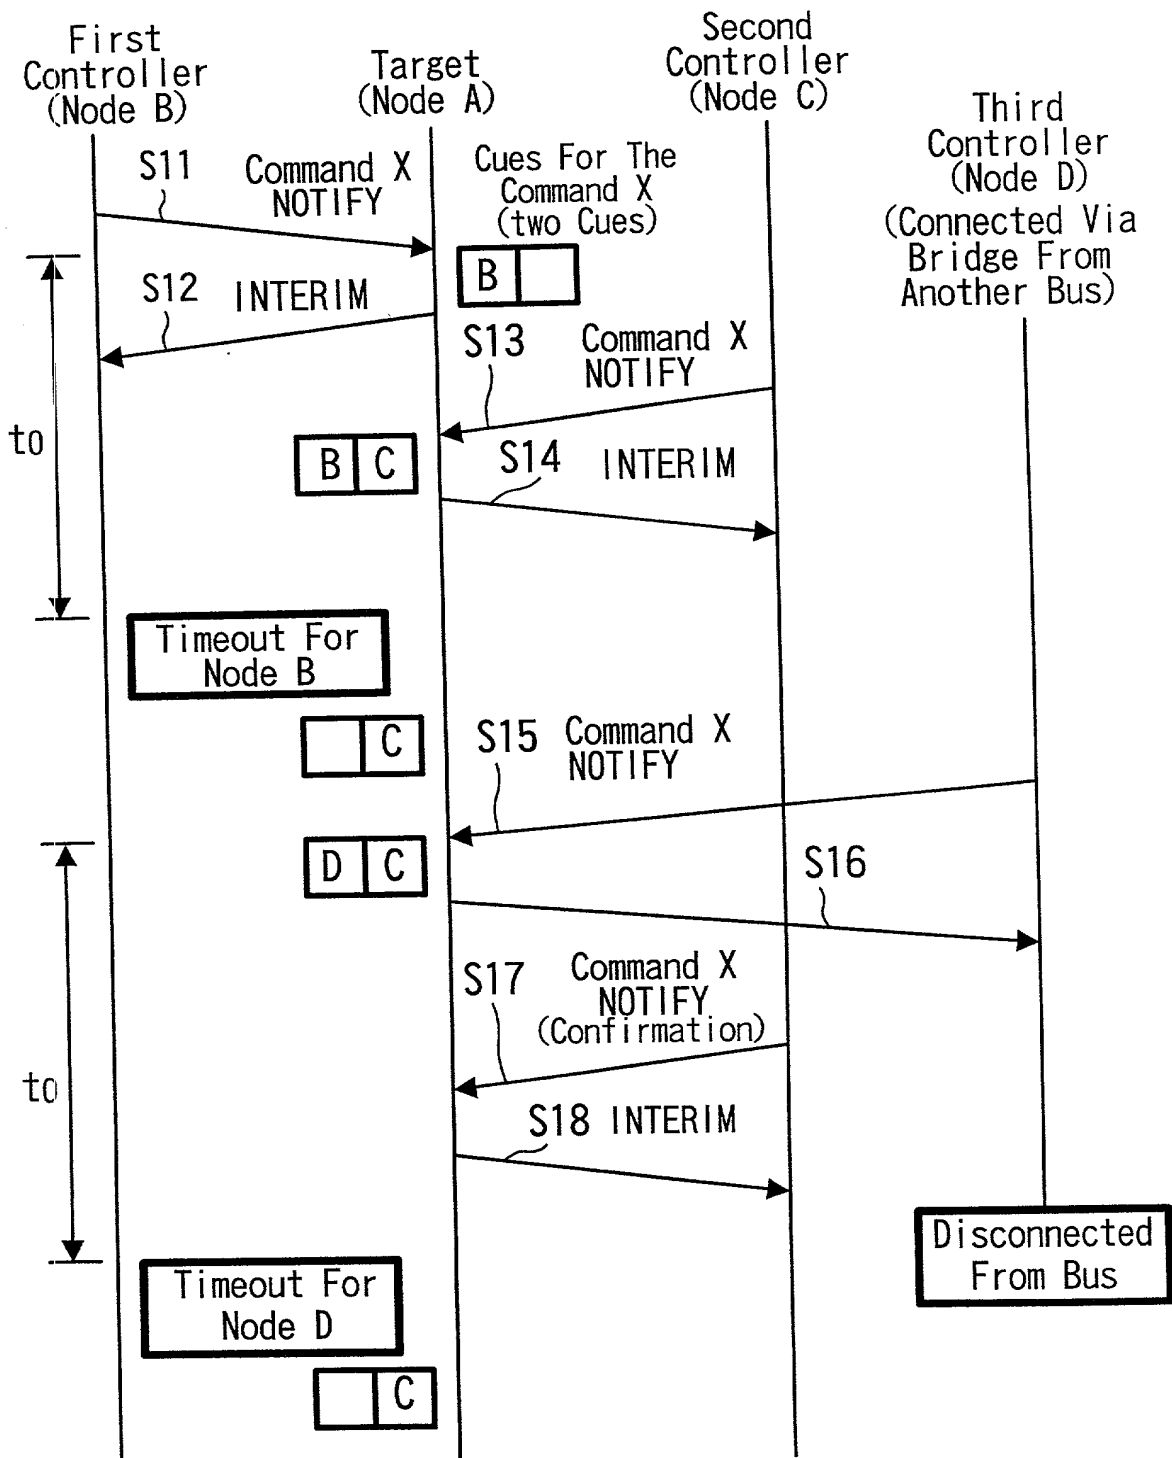 First
Controller
(Node B)
Target
(Node A)
Second
Controller
(Node C)
Third
Controller
(Node D)
(Connected Via
Bridge From
Another Bus)
S11
Command X
NOTIFY
Cues For The
Command X
(two Cues)
B
S12
INTERIM
S13
Command X
NOTIFY
t0
B C
S14
INTERIM
Timeout For
Node B
C
S15
Command X
NOTIFY
D C
S16
S17
Command X
NOTIFY
(Confirmation)
t0
S18
INTERIM
Disconnected
From Bus
Timeout For
Node D
C